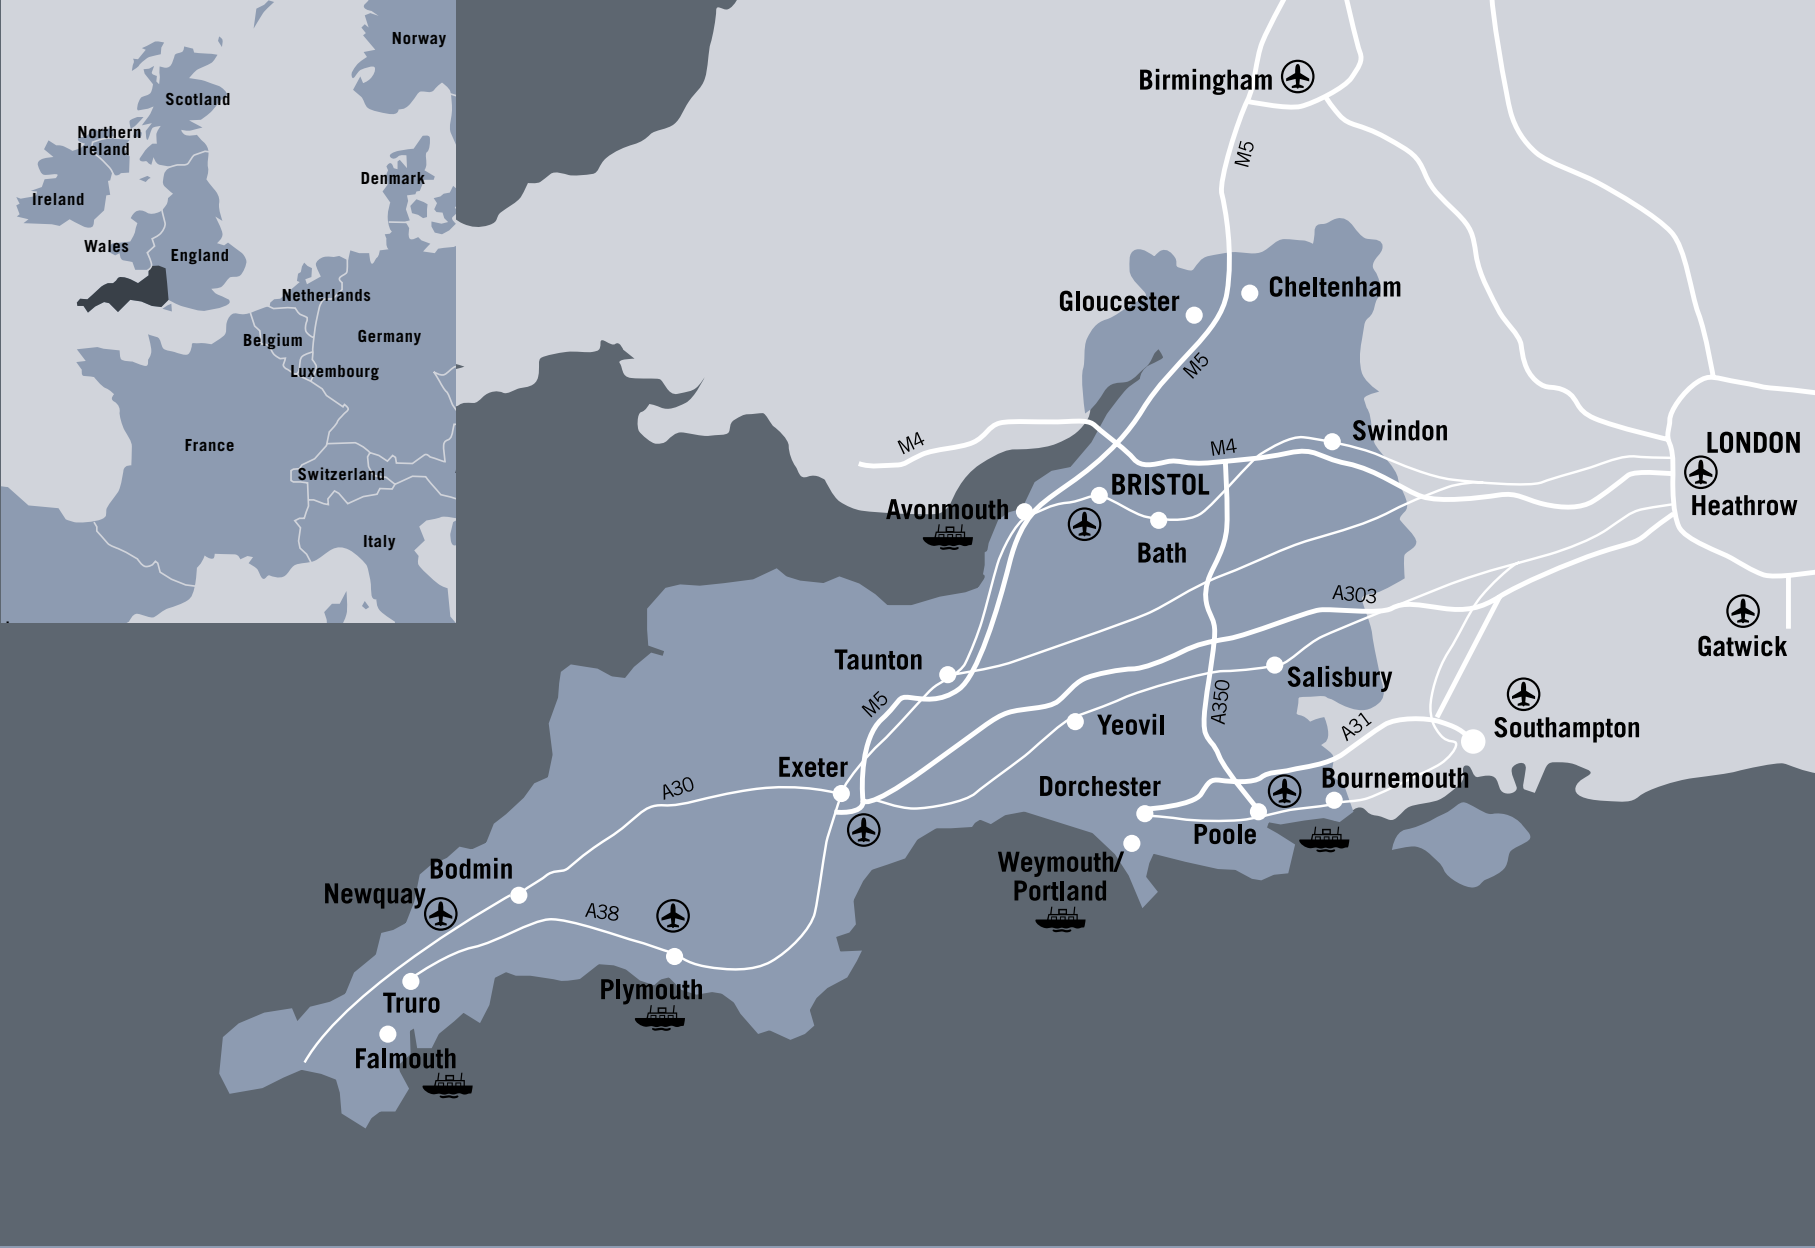 Norway
Scotland
Northern
Ireland
Ireland
Denmark
Wales
England
Netherlands
Belgium
Germany
Luxembourg
France
Switzerland
Italy
Birmingham
M5
Gloucester
Cheltenham
M5
M4
M4
Swindon
LONDON
Heathrow
Avonmouth
BRISTOL
Bath
A303
Gatwick
Taunton
M5
Salisbury
A350
Yeovil
A31
Southampton
Exeter
A30
Dorchester
Bournemouth
Poole
Weymouth/
Portland
Bodmin
Newquay
A38
Plymouth
Truro
Falmouth